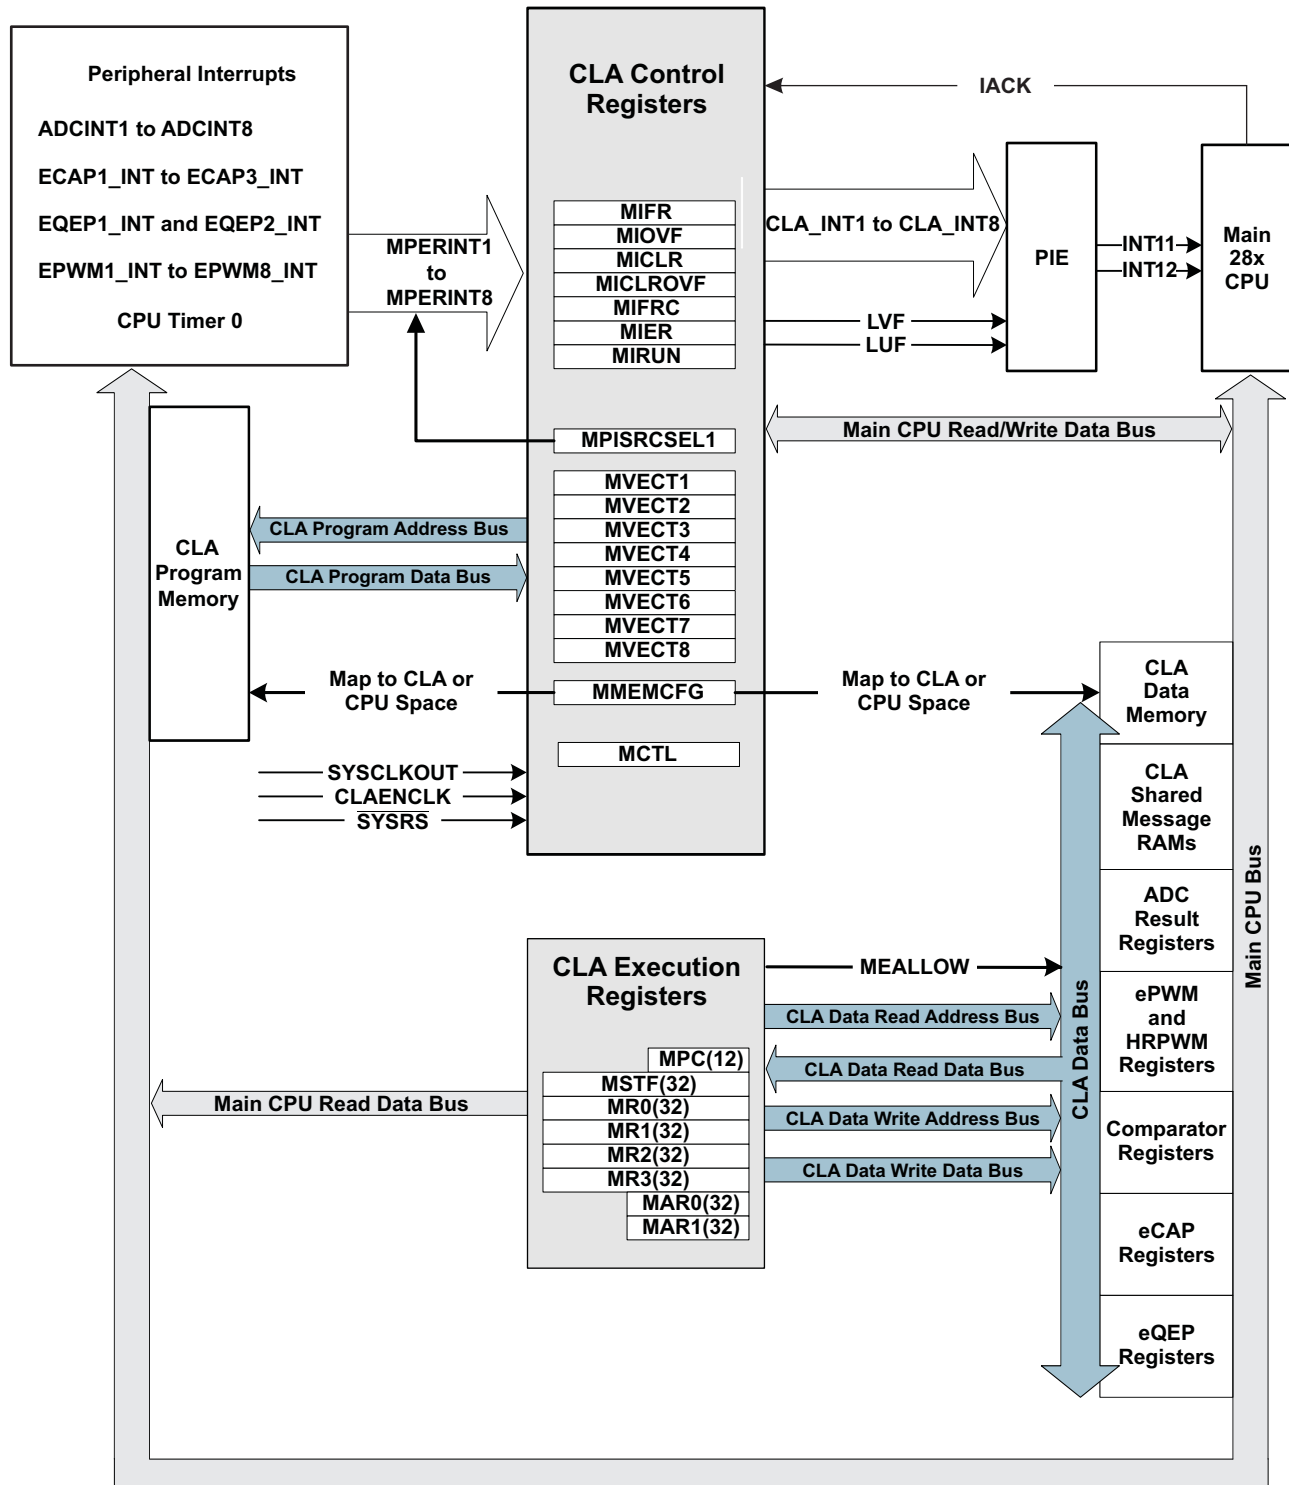 Peripheral Interrupts
ADCINT1 to ADCINT8
ECAP1_INT to ECAP3_INT
EQEP1_INT and EQEP2_INT
EPWM1_INT to EPWM8_INT
CPU Timer 0
MPERINT1
to
MPERINT8
CLA Control
Registers
MIFR
MIOVF
MICLR
MICLROVF
MIFRC
MIER
MIRUN
MPISRCSEL1
MVECT1
MVECT2
MVECT3
MVECT4
MVECT5
MVECT6
MVECT7
MVECT8
MMEMCFG
MCTL
IACK
CLA_INT1 to CLA_INT8
LVF
LUF
PIE
INT11
INT12
Main
28x
CPU
Main CPU Read/Write Data Bus
CLA Program Address Bus
CLA Program Data Bus
CLA
Program
Memory
Map to CLA or
CPU Space
Map to CLA or
CPU Space
SYSCLKOUT
CLAENCLK
SYSRS
CLA
Data
Memory
CLA
Shared
Message
RAMs
ADC
Result
Registers
ePWM
and
HRPWM
Registers
Comparator
Registers
eCAP
Registers
eQEP
Registers
Main CPU Bus
CLA Data Bus
CLA Execution
Registers
MPC(12)
MSTF(32)
MR0(32)
MR1(32)
MR2(32)
MR3(32)
MAR0(32)
MAR1(32)
MEALLOW
CLA Data Read Address Bus
CLA Data Read Data Bus
CLA Data Write Address Bus
CLA Data Write Data Bus
Main CPU Read Data Bus